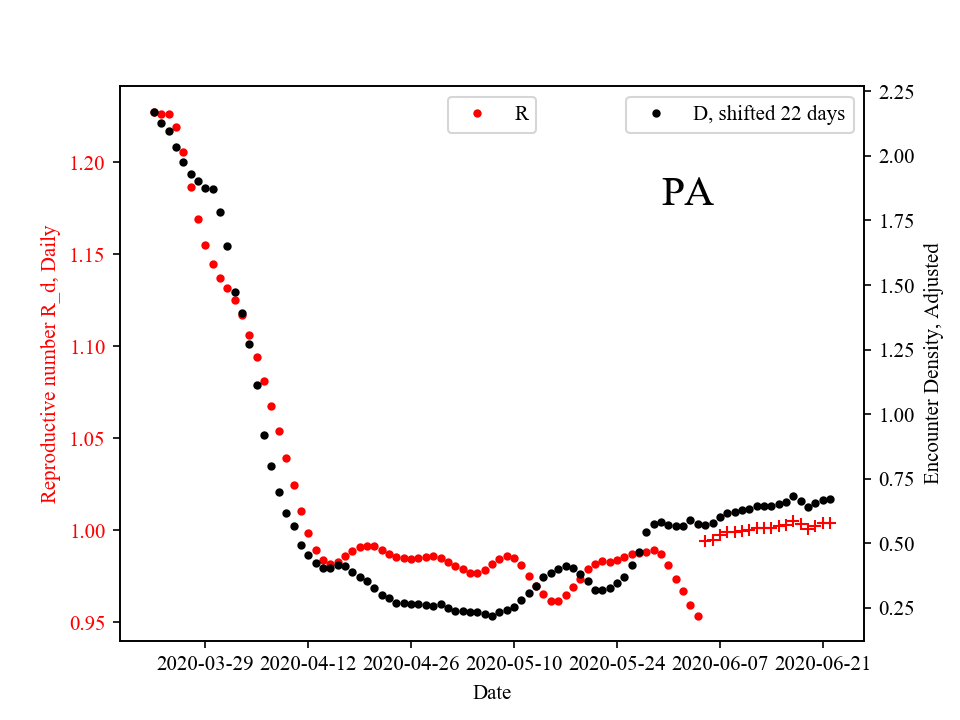 R
D, shifted 22 days
PA
Reproductive number R_d, Daily
1.20
1.15
1.10
1.05
1.00
0.95
2.25
2.00
1.75
1.50
1.25
1.00
0.75
0.50
0.25
Encounter Density, Adjusted
2020-03-29 2020-04-12 2020-04-26 2020-05-10 2020-05-24 2020-06-07 2020-06-21
Date